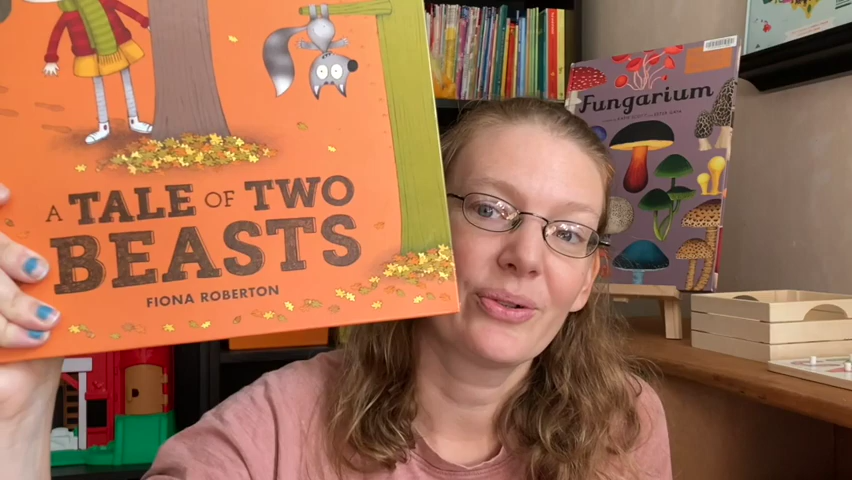 A TALE OF TWO
BEASTS
FIONA ROBERTON
Fungarium